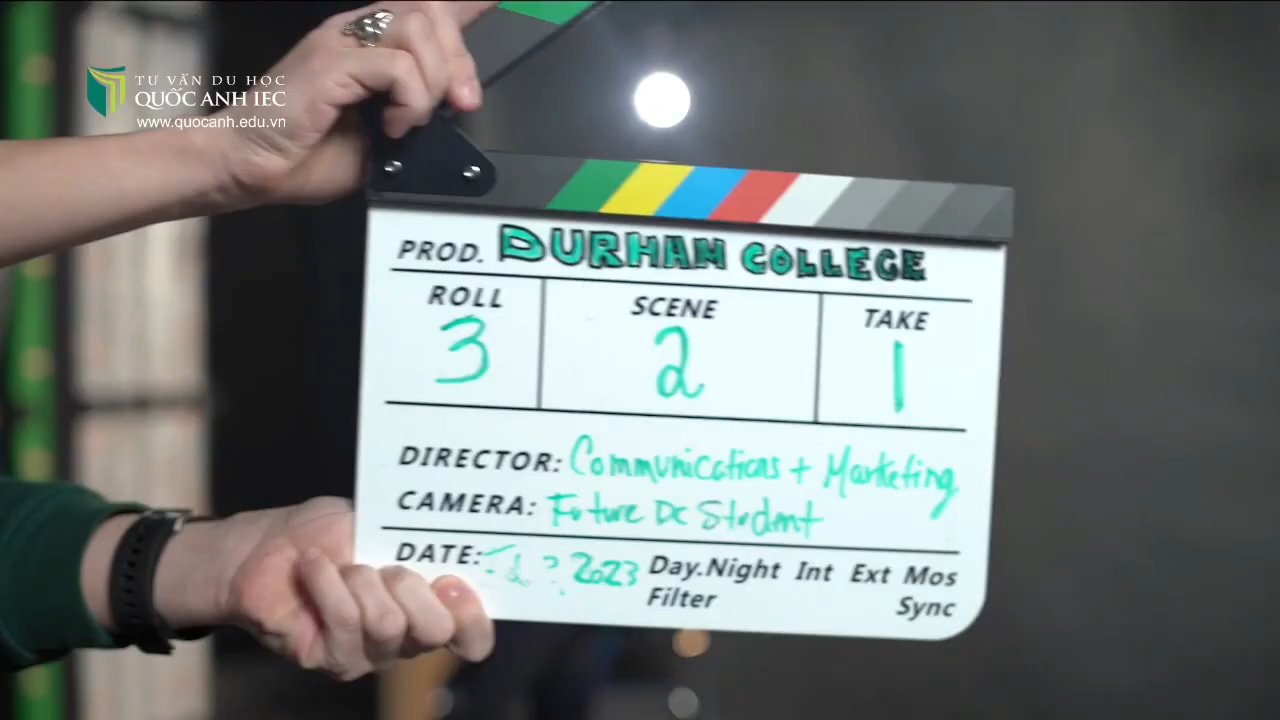 TƯ VẤN DU HỌC
QUỐC ANH IEC
www.quocanh.edu.vn
PROD. DURHAM COLLEGE
ROLL SCENE TAKE
3 2 1
DIRECTOR: Communications + Marketing
CAMERA: Future DC Student
DATE: 2023 Day.Night Int Ext Mos
Filter Sync